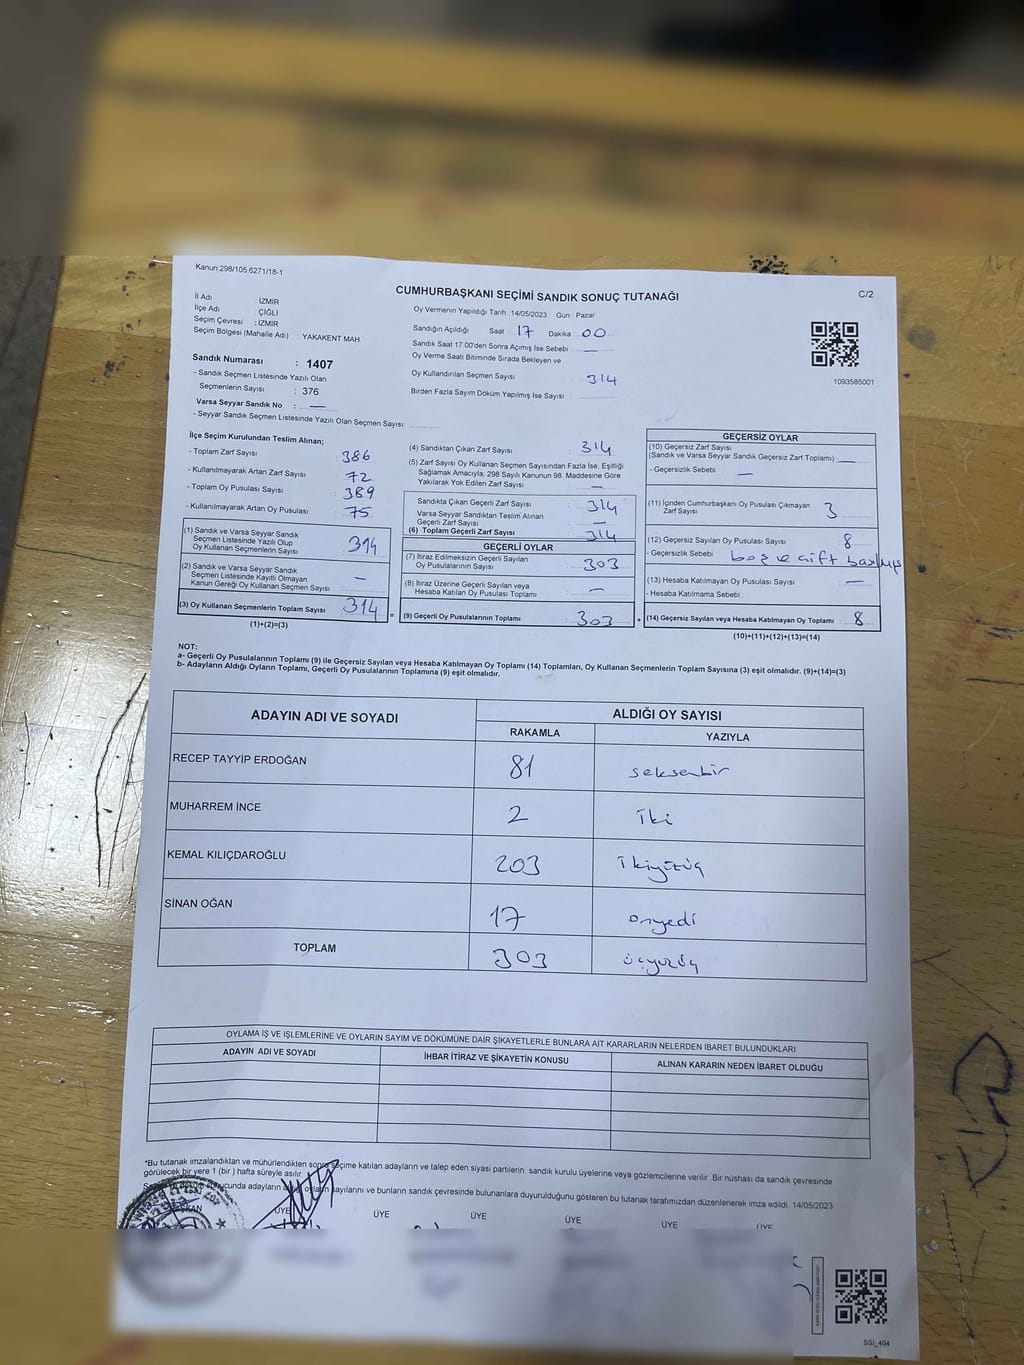 Kanun:298/105,6271/18-1
CUMHURBAŞKANI SEÇİMİ SANDIK SONUÇ TUTANAĞI
C/2
İl Adı : İZMİR
İlçe Adı : ÇİĞLİ
Seçim Çevresi : İZMİR
Seçim Bölgesi (Mahalle Adı) : YAKAKENT MAH
Oy Vermenin Yapıldığı Tarih 14/05/2023 Gün : Pazar
Sandığın Açıldığı Saat 17 Dakika 00
Sandık Saat 17:00'den Sonra Açımış İse Sebebi : —
Oy Verme Saati Bitiminde Sırada Bekleyen ve
Oy Kullandırılan Seçmen Sayısı : 314
Birden Fazla Sayım Döküm Yapılmış İse Sayısı :
1093585001
Sandık Numarası : 1407
- Sandık Seçmen Listesinde Yazılı Olan
Seçmenlerin Sayısı : 376
Varsa Seyyar Sandık No : —
- Seyyar Sandık Seçmen Listesinde Yazılı Olan Seçmen Sayısı:
İlçe Seçim Kurulundan Teslim Alınan;
- Toplam Zarf Sayısı : 386
- Kullanılmayarak Artan Zarf Sayısı : 72
- Toplam Oy Pusulası Sayısı : 389
- Kullanılmayarak Artan Oy Pusulası : 75
(1) Sandık ve Varsa Seyyar Sandık
Seçmen Listesinde Yazılı Olup
Oy Kullanan Seçmenlerin Sayısı 314
(2) Sandık ve Varsa Seyyar Sandık
Seçmen Listesinde Kayıtlı Olmayan
Kanun Gereği Oy Kullanan Seçmen Sayısı —
(3) Oy Kullanan Seçmenlerin Toplam Sayısı 314
(1)+(2)=(3)
(4) Sandıktan Çıkan Zarf Sayısı : 314
(5) Zarf Sayısı Oy Kullanan Seçmen Sayısından Fazla İse, Eşitliği
Sağlamak Amacıyla, 298 Sayılı Kanunun 98. Maddesine Göre
Yakılarak Yok Edilen Zarf Sayısı : —
Sandıkta Çıkan Geçerli Zarf Sayısı : 314
Varsa Seyyar Sandıktan Teslim Alınan
Geçerli Zarf Sayısı : —
(6) Toplam Geçerli Zarf Sayısı : 314
GEÇERLİ OYLAR
(7) İtiraz Edilmeksizin Geçerli Sayılan
Oy Pusulalarının Sayısı : 303
(8) İtiraz Üzerine Geçerli Sayılan veya
Hesaba Katılan Oy Pusulası Toplamı : —
(9) Geçerli Oy Pusulalarının Toplamı : 303
GEÇERSİZ OYLAR
(10) Geçersiz Zarf Sayısı
(Sandık ve Varsa Seyyar Sandık Geçersiz Zarf Toplamı) : —
- Geçersizlik Sebebi : —
(11) İçinden Cumhurbaşkanı Oy Pusulası Çıkmayan
Zarf Sayısı : 3
(12) Geçersiz Sayılan Oy Pusulası Sayısı : 8
- Geçersizlik Sebebi : boş ve çift basılmış
(13) Hesaba Katılmayan Oy Pusulası Sayısı : —
- Hesaba Katılmama Sebebi :
(14) Geçersiz Sayılan veya Hesaba Katılmayan Oy Toplamı : 8
(10)+(11)+(12)+(13)=(14)
NOT:
a- Geçerli Oy Pusulalarının Toplamı (9) ile Geçersiz Sayılan veya Hesaba Katılmayan Oy Toplamı (14) Toplamları, Oy Kullanan Seçmenlerin Toplam Sayısına (3) eşit olmalıdır. (9)+(14)=(3)
b- Adayların Aldığı Oyların Toplamı, Geçerli Oy Pusulalarının Toplamına (9) eşit olmalıdır.
ADAYIN ADI VE SOYADI ALDIĞI OY SAYISI
RAKAMLA YAZIYLA
RECEP TAYYİP ERDOĞAN 81 seksenbir
MUHARREM İNCE 2 iki
KEMAL KILIÇDAROĞLU 203 ikiyüzüç
SİNAN OĞAN 17 onyedi
TOPLAM 303 üçyüzüç
OYLAMA İŞ VE İŞLEMLERİNE VE OYLARIN SAYIM VE DÖKÜMÜNE DAİR ŞİKAYETLERLE BUNLARA AİT KARARLARIN NELERDEN İBARET BULUNDUKLARI
ADAYIN ADI VE SOYADI İHBAR İTİRAZ VE ŞİKAYETİN KONUSU ALINAN KARARIN NEDEN İBARET OLDUĞU
*Bu tutanak imzalandıktan ve mühürlendikten sonra seçime katılan adayların ve talep eden siyasi partilerin sandık kurulu üyelerine veya gözlemcilerine verilir. Bir nüshası da sandık çevresinde
görülecek bir yere 1 (bir) hafta süreyle asılır.
adayların aldığı oyların sayılarını ve bunların sandık çevresinde bulunanlara duyurulduğunu gösteren bu tutanak tarafımızdan düzenlenerek imza edildi. 14/05/2023
BAŞKAN ÜYE ÜYE ÜYE ÜYE ÜYE ÜYE
SSI_404